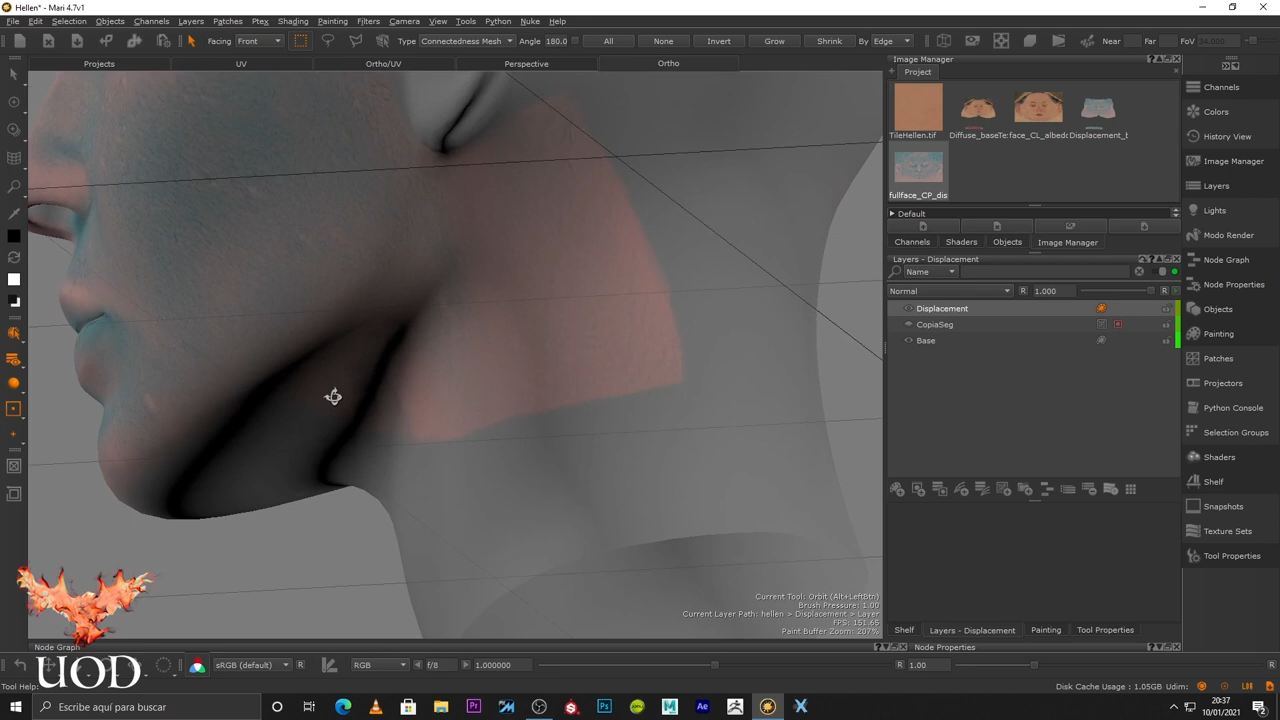 Hellen* - Mari 4.7v1
File Edit Selection Objects Channels Layers Patches Ptex Shading Painting Filters Camera View Tools Python Nuke Help
Facing Front Type Connectedness Mesh Angle 180.0 All None Invert Grow Shrink By Edge Near Far FoV 24.000
Projects UV Ortho/UV Perspective Ortho
Image Manager
Project
TileHellen.tif Diffuse_baseTe: face_CL_albedo Displacement_b
fullface_CP_dis
Default
Channels Shaders Objects Image Manager
Layers - Displacement
Name
Normal R 1.000 R
Displacement
CopiaSeg
Base
Channels
Colors
History View
Image Manager
Layers
Lights
Modo Render
Node Graph
Node Properties
Objects
Painting
Patches
Projectors
Python Console
Selection Groups
Shaders
Shelf
Snapshots
Texture Sets
Tool Properties
Current Tool: Orbit (Alt+LeftBtn)
Brush Pressure: 1.00
Current Layer Path: hellen > Displacement > Layer
FPS: 151.65
Paint Buffer Zoom: 207%
Shelf Layers - Displacement Painting Tool Properties
Node Graph Node Properties
sRGB (default) R RGB f/8 1.000000 R 1.00 R
Tool Help: Disk Cache Usage : 1.05GB Udim:
UOD
Escribe aquí para buscar
Pr Ps M Ae
20:37
10/01/2021
2